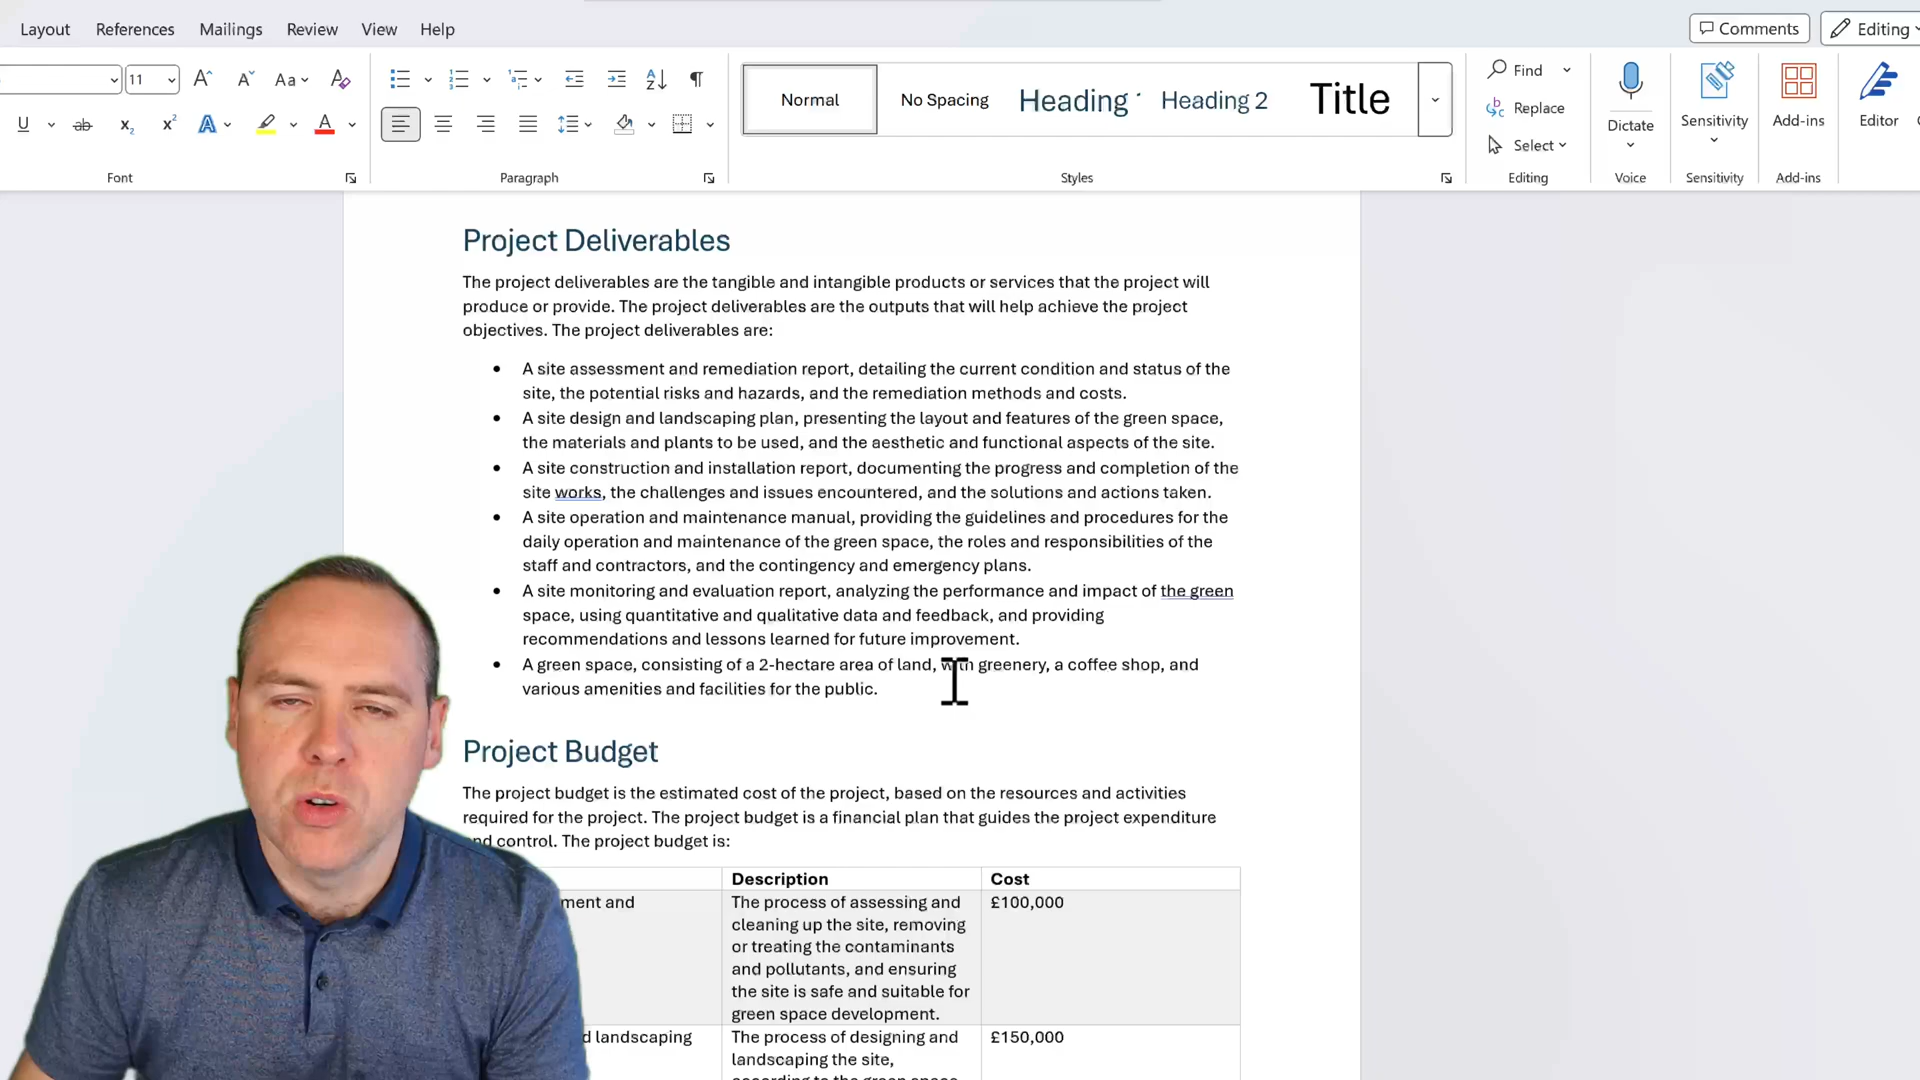 Layout References Mailings Review View Help Comments Editing
11 Aa
Normal No Spacing Heading Heading 2 Title
Find
Replace
Select
Dictate Sensitivity Add-ins Editor
Font Paragraph Styles Editing Voice Sensitivity Add-ins
Project Deliverables
The project deliverables are the tangible and intangible products or services that the project will
produce or provide. The project deliverables are the outputs that will help achieve the project
objectives. The project deliverables are:
• A site assessment and remediation report, detailing the current condition and status of the
site, the potential risks and hazards, and the remediation methods and costs.
• A site design and landscaping plan, presenting the layout and features of the green space,
the materials and plants to be used, and the aesthetic and functional aspects of the site.
• A site construction and installation report, documenting the progress and completion of the
site works, the challenges and issues encountered, and the solutions and actions taken.
• A site operation and maintenance manual, providing the guidelines and procedures for the
daily operation and maintenance of the green space, the roles and responsibilities of the
staff and contractors, and the contingency and emergency plans.
• A site monitoring and evaluation report, analyzing the performance and impact of the green
space, using quantitative and qualitative data and feedback, and providing
recommendations and lessons learned for future improvement.
• A green space, consisting of a 2-hectare area of land, with greenery, a coffee shop, and
various amenities and facilities for the public.
Project Budget
The project budget is the estimated cost of the project, based on the resources and activities
required for the project. The project budget is a financial plan that guides the project expenditure
and control. The project budget is:
Description Cost
ment and
The process of assessing and
cleaning up the site, removing
or treating the contaminants
and pollutants, and ensuring
the site is safe and suitable for
green space development.
£100,000
d landscaping
The process of designing and
landscaping the site,
according to the green space
£150,000